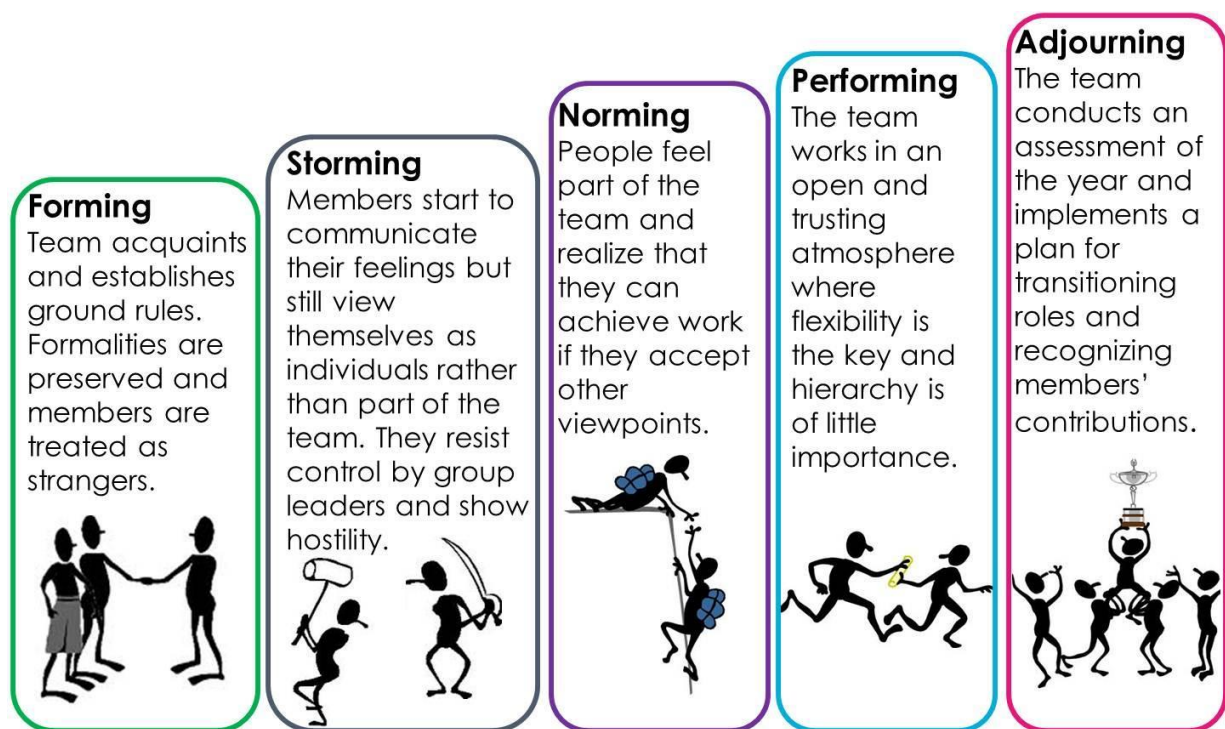 Forming
Team acquaints
and establishes
ground rules.
Formalities are
preserved and
members are
treated as
strangers.
Storming
Members start to
communicate
their feelings but
still view
themselves as
individuals rather
than part of the
team. They resist
control by group
leaders and show
hostility.
Norming
People feel
part of the
team and
realize that
they can
achieve work
if they accept
other
viewpoints.
Performing
The team
works in an
open and
trusting
atmosphere
where
flexibility is
the key and
hierarchy is
of little
importance.
Adjourning
The team
conducts an
assessment of
the year and
implements a
plan for
transitioning
roles and
recognizing
members’
contributions.